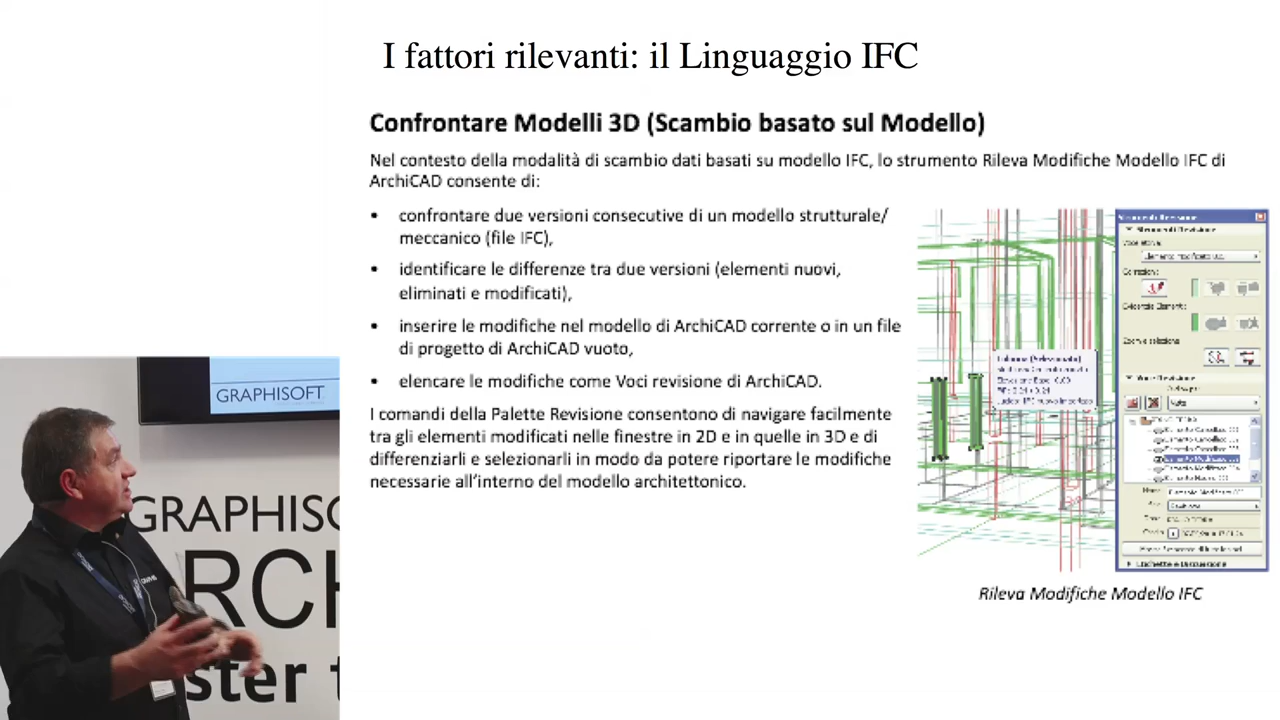 I fattori rilevanti: il Linguaggio IFC
Confrontare Modelli 3D (Scambio basato sul Modello)
Nel contesto della modalità di scambio dati basati su modello IFC, lo strumento Rileva Modifiche Modello IFC di
ArchiCAD consente di:
• confrontare due versioni consecutive di un modello strutturale/
meccanico (file IFC),
• identificare le differenze tra due versioni (elementi nuovi,
eliminati e modificati),
• inserire le modifiche nel modello di ArchiCAD corrente o in un file
di progetto di ArchiCAD vuoto,
• elencare le modifiche come Voci revisione di ArchiCAD.
I comandi della Palette Revisione consentono di navigare facilmente
tra gli elementi modificati nelle finestre in 2D e in quelle in 3D e di
differenziarli e selezionarli in modo da potere riportare le modifiche
necessarie all'interno del modello architettonico.
Strumenti Revisione
Strumenti Revisione
Colonna (Selezionato)
Rileva Modifiche Modello IFC
GRAPHISOFT
GRAPHISO
RCH
ster t